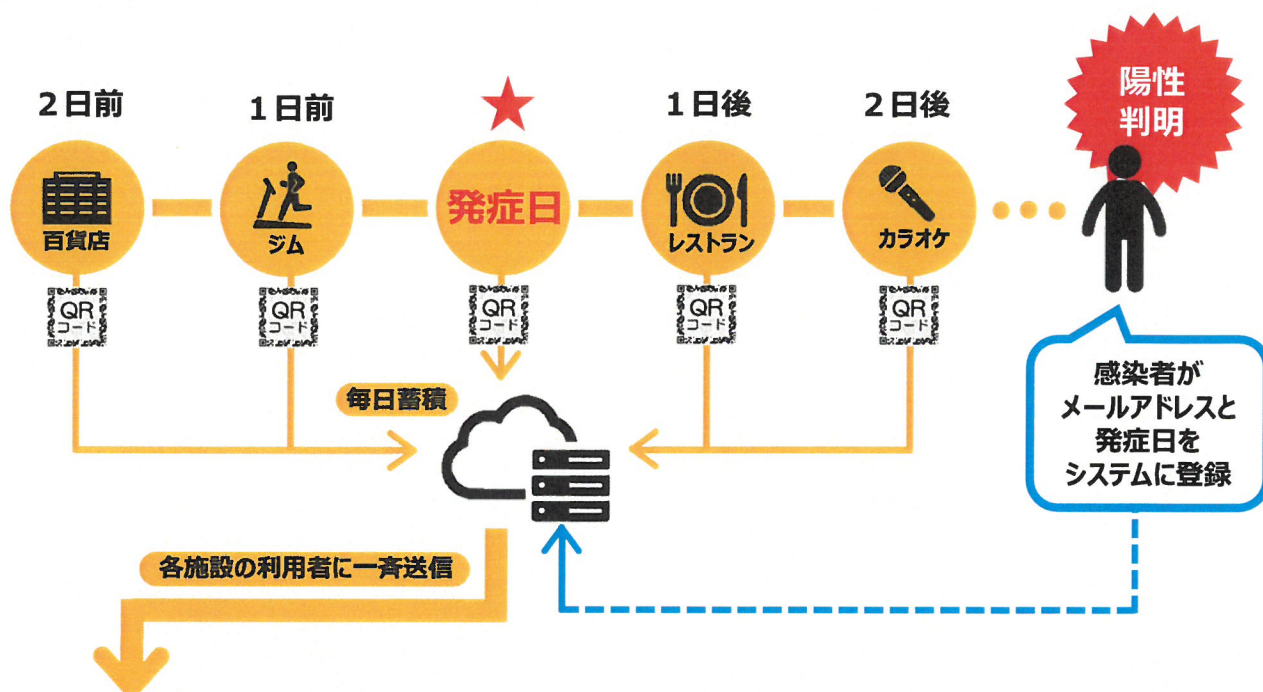 2日前
1日前
1日後
2日後
陽性
判明
百貨店
ジム
発症日
レストラン
カラオケ
QR
コード
QR
コード
QR
コード
QR
コード
QR
コード
毎日蓄積
感染者が
メールアドレスと
発症日を
システムに登録
各施設の利用者に一斉送信